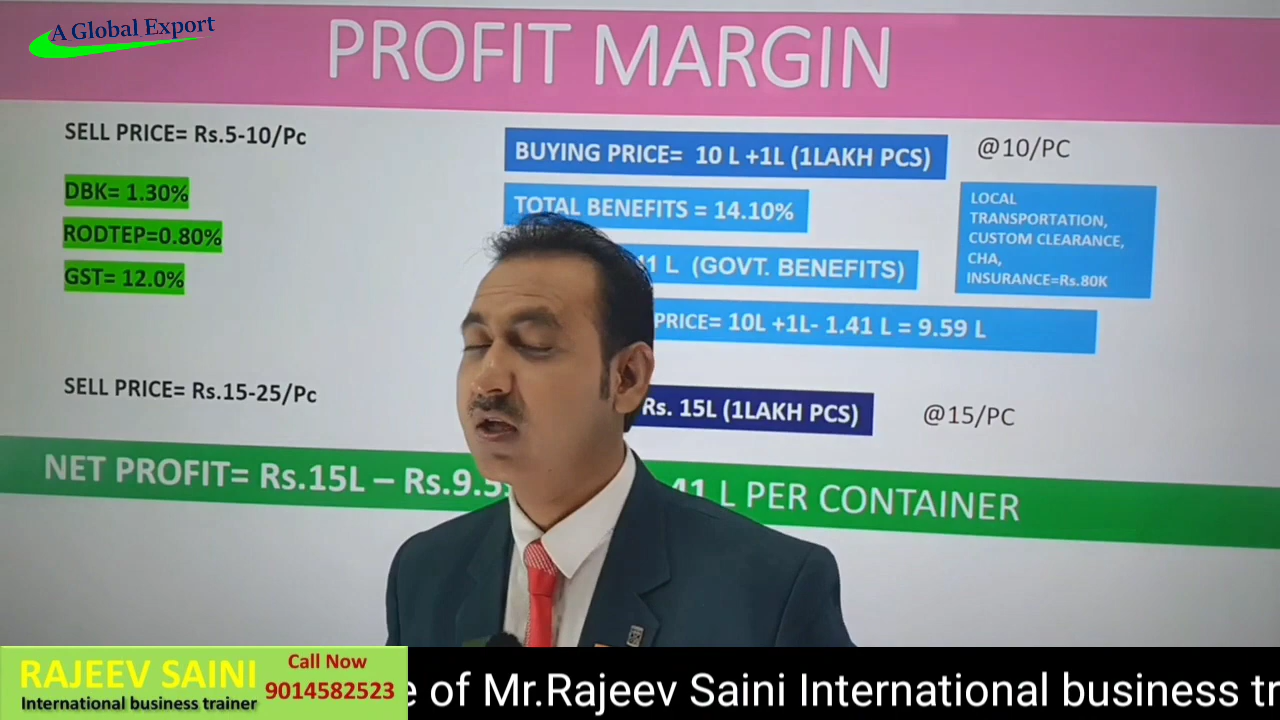 A Global Export
PROFIT MARGIN
SELL PRICE= Rs.5-10/Pc
DBK= 1.30%
RODTEP=0.80%
GST= 12.0%
BUYING PRICE= 10 L +1L (1LAKH PCS)
@10/PC
TOTAL BENEFITS = 14.10%
41 L (GOVT. BENEFITS)
LOCAL
TRANSPORTATION,
CUSTOM CLEARANCE,
CHA,
INSURANCE=Rs.80K
PRICE= 10L +1L- 1.41 L = 9.59 L
SELL PRICE= Rs.15-25/Pc
Rs. 15L (1LAKH PCS)
@15/PC
NET PROFIT= Rs.15L – Rs.9.5 41 L PER CONTAINER
RAJEEV SAINI
International business trainer
Call Now
9014582523
e of Mr.Rajeev Saini International business tr